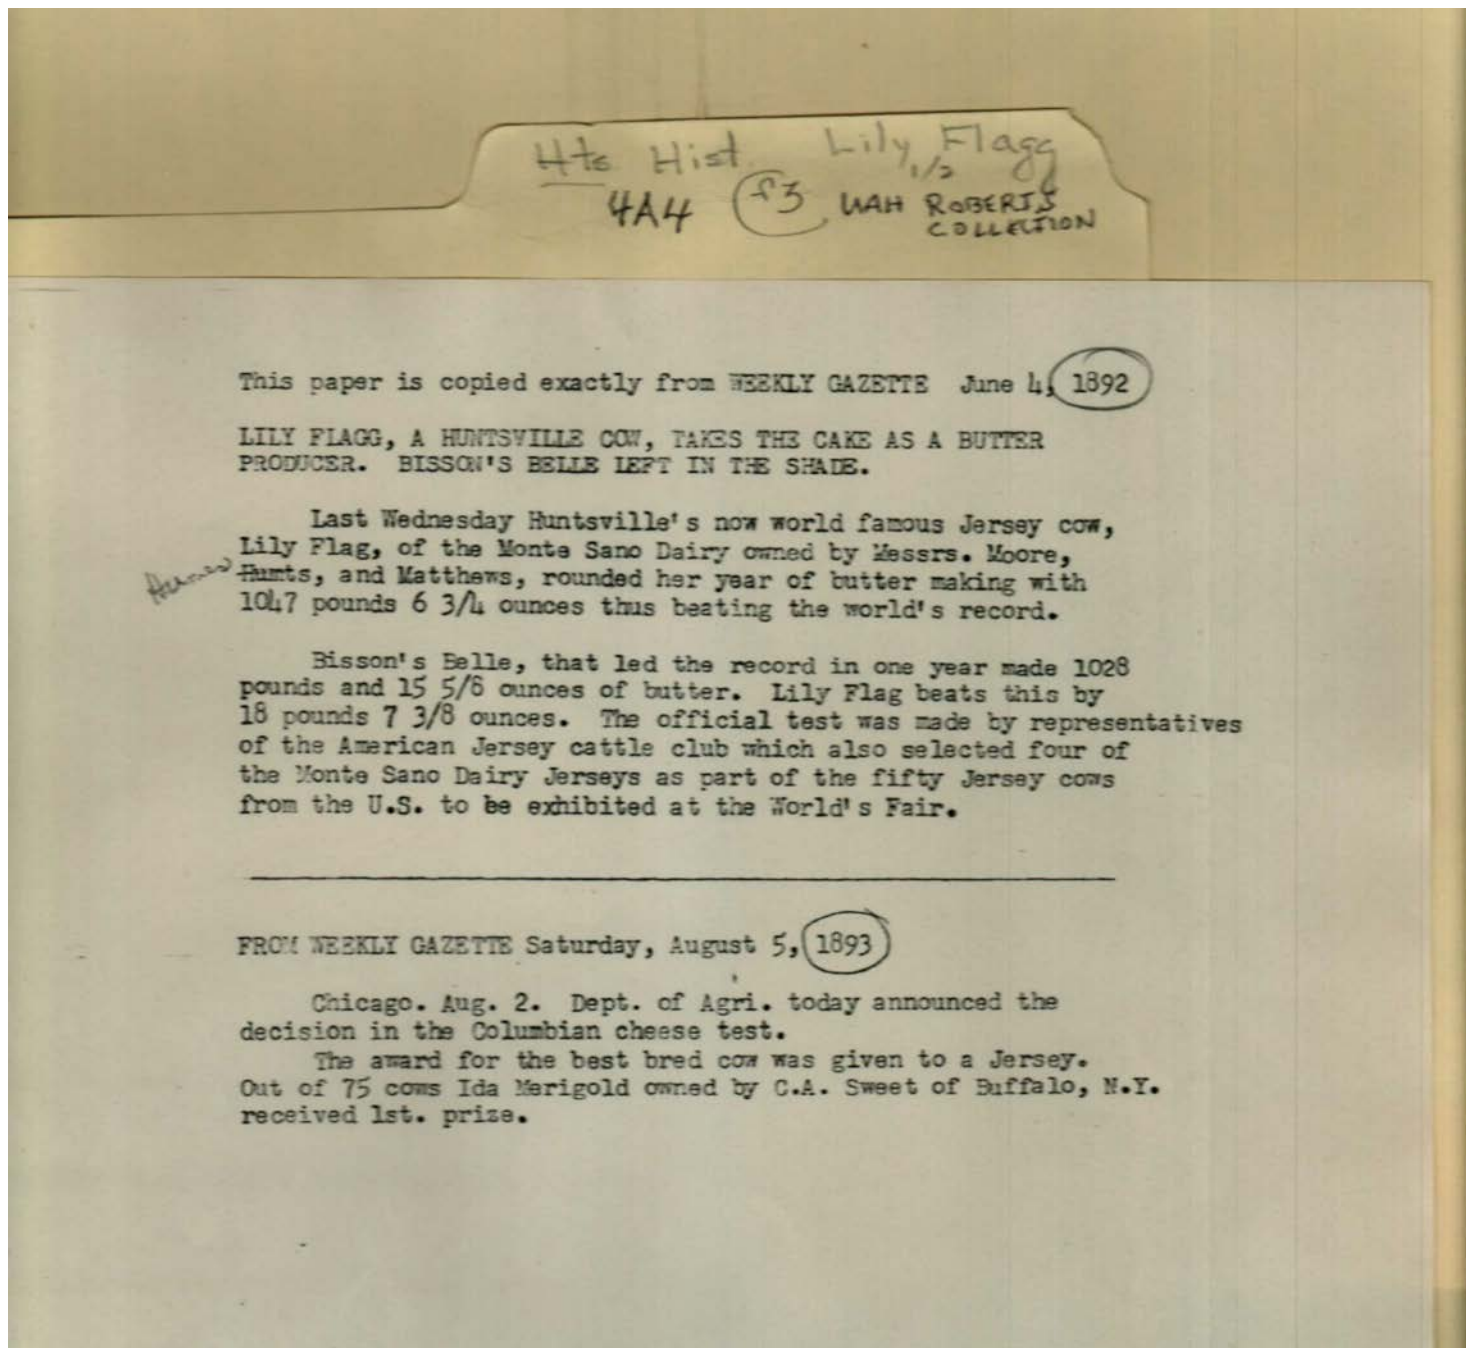 Hts Hist Lily Flagg
1/2
4A4 f3 UAH ROBERTS
COLLECTION
This paper is copied exactly from WEEKLY GAZETTE June 4, 1892
LILY FLAGG, A HUNTSVILLE COW, TAKES THE CAKE AS A BUTTER
PRODUCER. BISSON'S BELLE LEFT IN THE SHADE.
Last Wednesday Huntsville's now world famous Jersey cow,
Lily Flag, of the Monte Sano Dairy owned by Messrs. Moore,
Humes Humts, and Matthews, rounded her year of butter making with
1047 pounds 6 3/4 ounces thus beating the world's record.
Bisson's Belle, that led the record in one year made 1028
pounds and 15 5/8 ounces of butter. Lily Flag beats this by
18 pounds 7 3/8 ounces. The official test was made by representatives
of the American Jersey cattle club which also selected four of
the Monte Sano Dairy Jerseys as part of the fifty Jersey cows
from the U.S. to be exhibited at the World's Fair.
FROM WEEKLY GAZETTE Saturday, August 5, 1893
Chicago. Aug. 2. Dept. of Agri. today announced the
decision in the Columbian cheese test.
The award for the best bred cow was given to a Jersey.
Out of 75 cows Ida Merigold owned by C.A. Sweet of Buffalo, N.Y.
received 1st. prize.